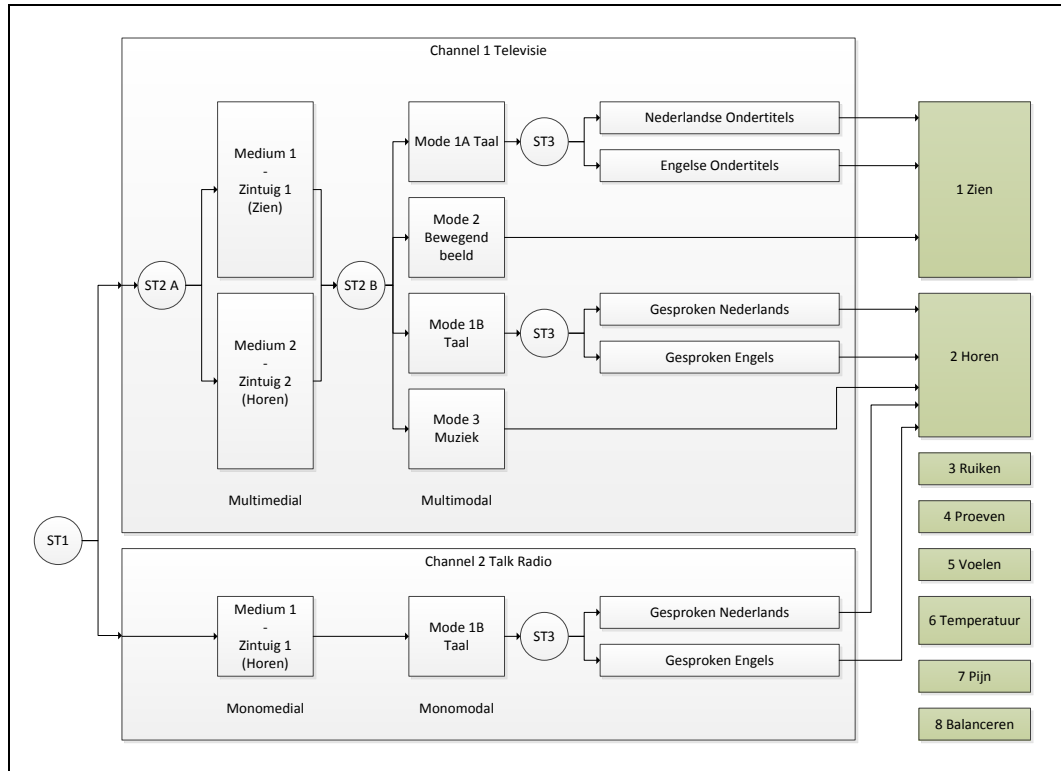 Channel 1 Televisie
Medium 1
-
Zintuig 1
(Zien)
Medium 2
-
Zintuig 2
(Horen)
Multimedial
ST2 A
ST2 B
Mode 1A Taal
Mode 2
Bewegend
beeld
Mode 1B
Taal
Mode 3
Muziek
Multimodal
ST3
Nederlandse Ondertitels
Engelse Ondertitels
ST3
Gesproken Nederlands
Gesproken Engels
ST1
Channel 2 Talk Radio
Medium 1
-
Zintuig 1
(Horen)
Monomedial
Mode 1B
Taal
Monomodal
ST3
Gesproken Nederlands
Gesproken Engels
1 Zien
2 Horen
3 Ruiken
4 Proeven
5 Voelen
6 Temperatuur
7 Pijn
8 Balanceren